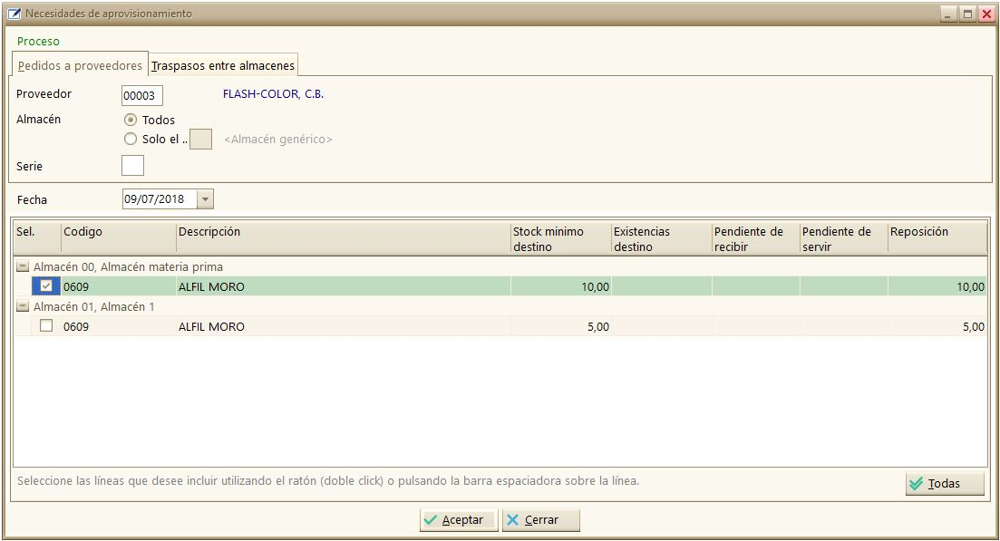 Necesidades de aprovisionamiento
Proceso
Pedidos a proveedores Traspasos entre almacenes
Proveedor 00003 FLASH-COLOR, C.B.
Almacén Todos
Solo el .. <Almacén genérico>
Serie
Fecha 09/07/2018
Sel. Codigo Descripción Stock minimo Existencias Pendiente de Pendiente de Reposición
destino destino recibir servir
Almacén 00, Almacén materia prima
0609 ALFIL MORO 10,00 10,00
Almacén 01, Almacén 1
0609 ALFIL MORO 5,00 5,00
Seleccione las líneas que desee incluir utilizando el ratón (doble click) o pulsando la barra espaciadora sobre la línea.
Todas
Aceptar Cerrar